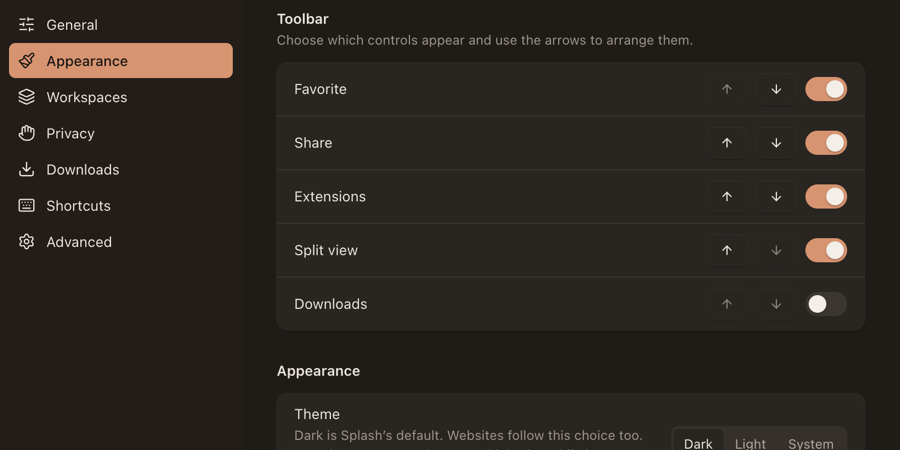 General
Appearance
Workspaces
Privacy
Downloads
Shortcuts
Advanced
Toolbar
Choose which controls appear and use the arrows to arrange them.
Favorite
Share
Extensions
Split view
Downloads
Appearance
Theme
Dark is Splash’s default. Websites follow this choice too.
Dark Light System